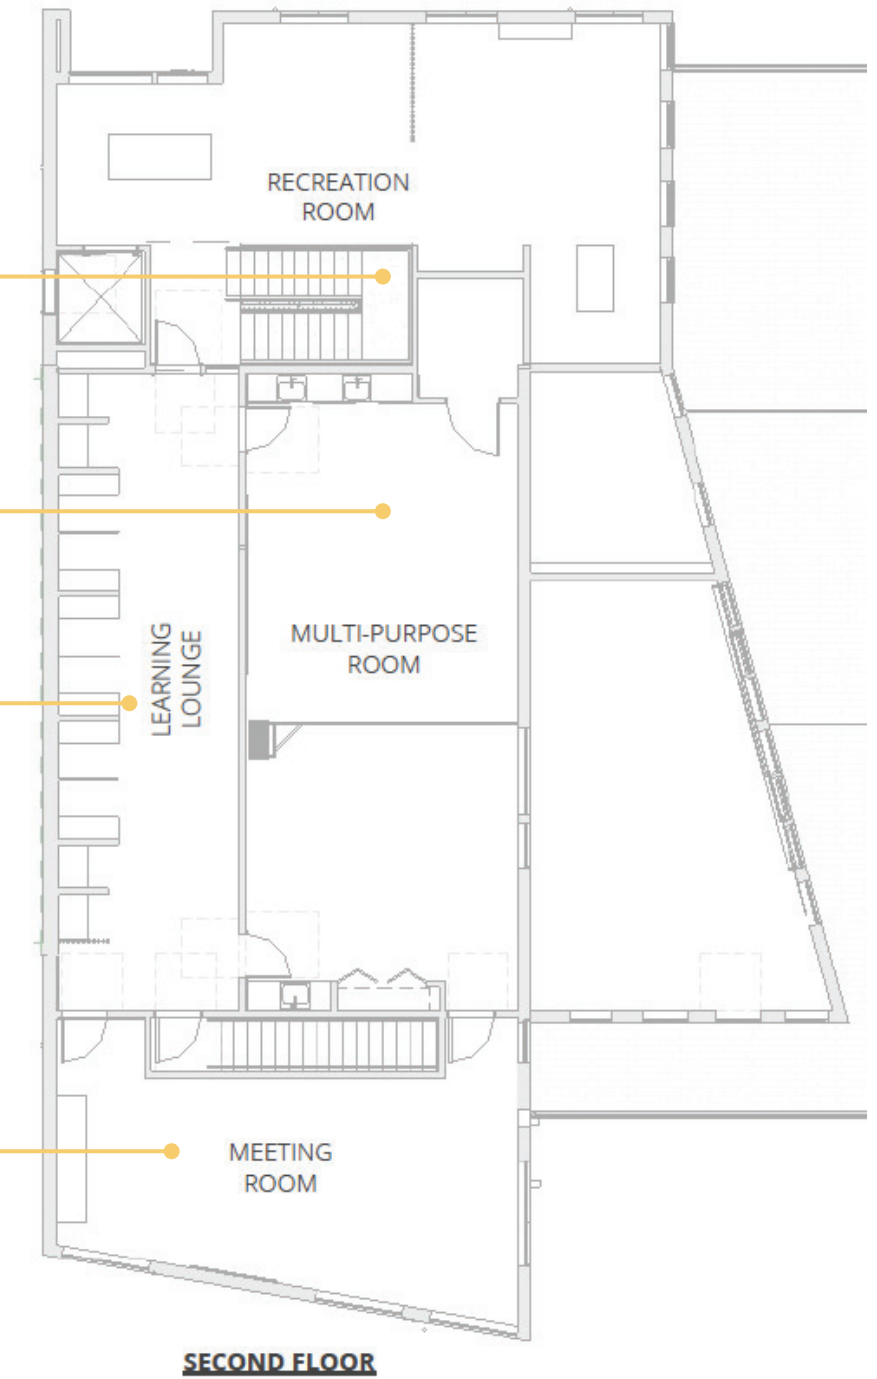 RECREATION
ROOM
MULTI-PURPOSE
ROOM
LEARNING
LOUNGE
MEETING
ROOM
SECOND FLOOR